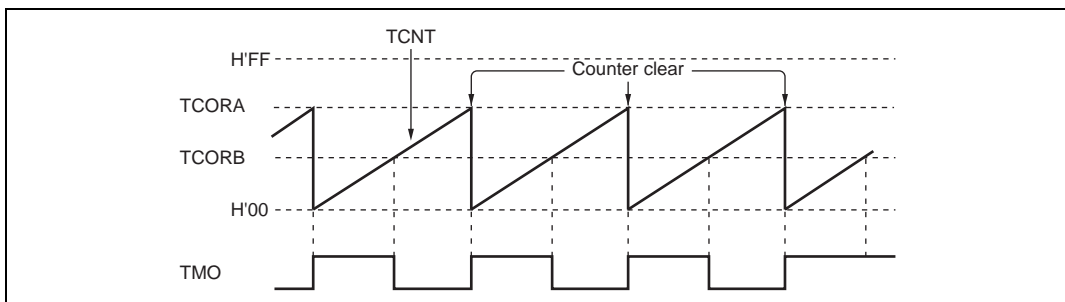 TCNT
H'FF
Counter clear
TCORA
TCORB
H'00
TMO